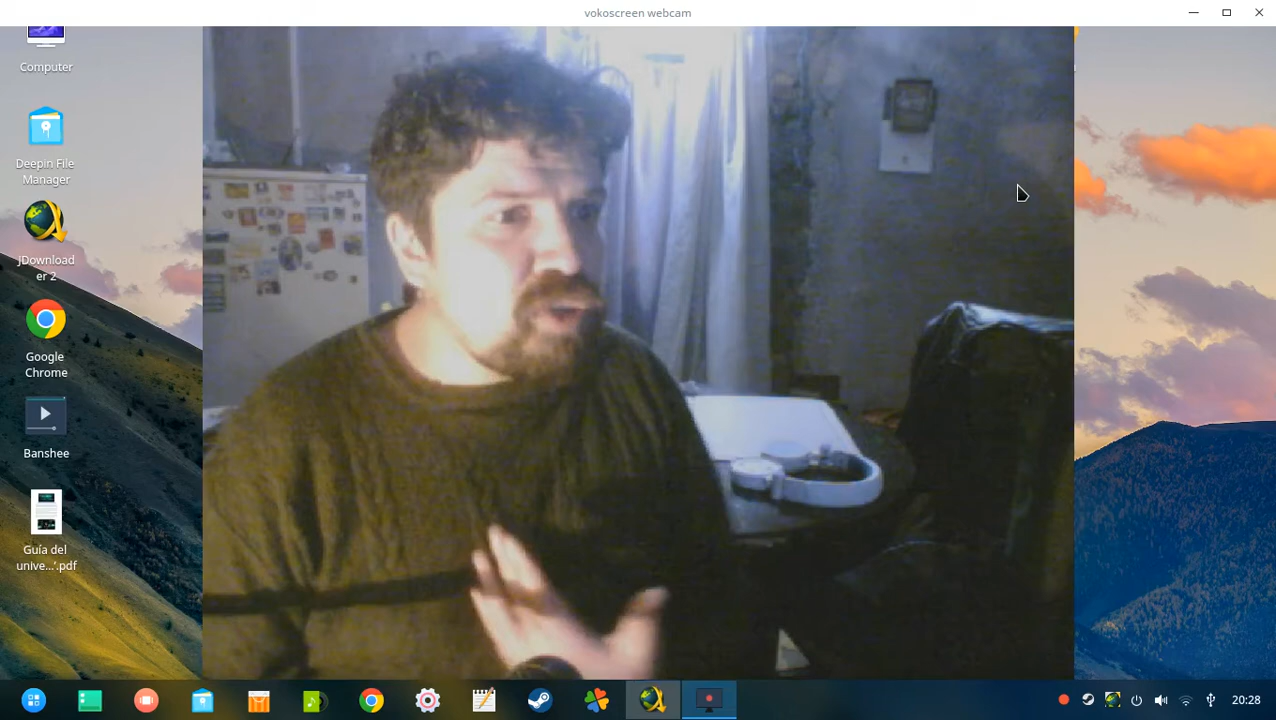 vokoscreen webcam
Computer
Deepin File
Manager
JDownload
er 2
Google
Chrome
Banshee
Guía del
unive...'.pdf
20:28